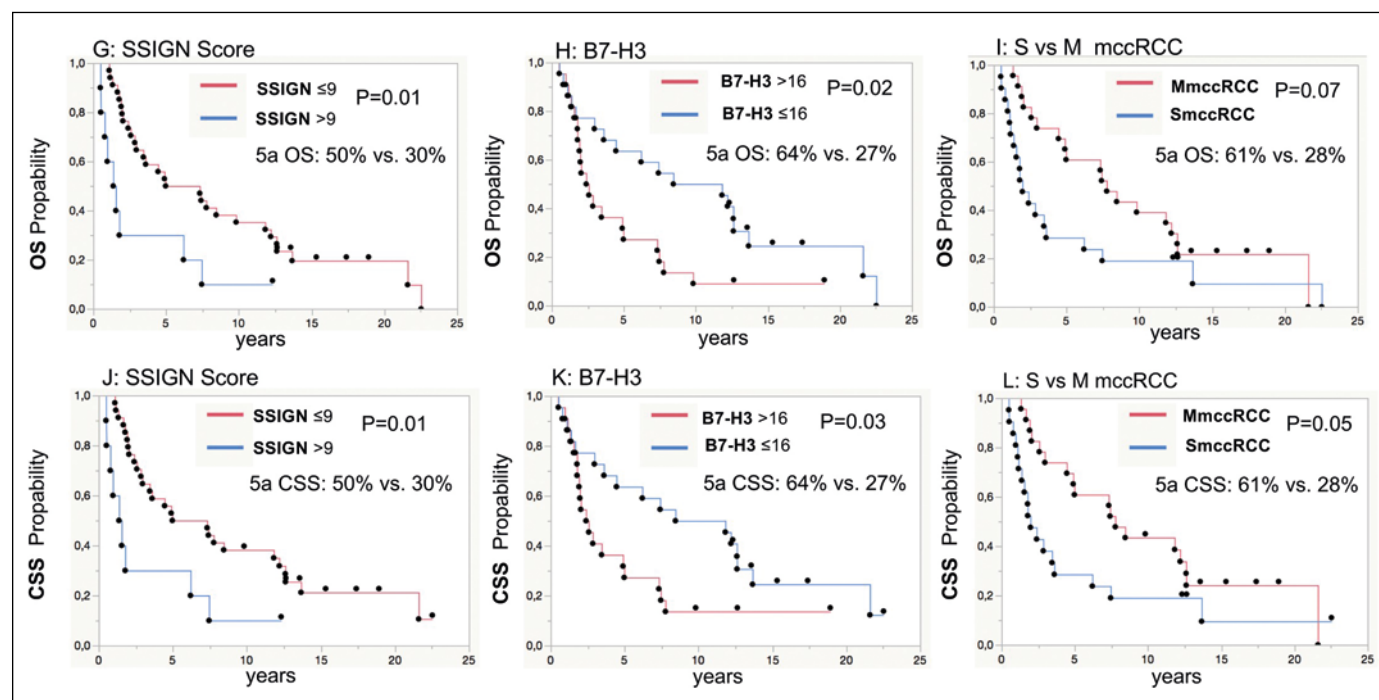 G: SSIGN Score
SSIGN ≤9
SSIGN >9
P=0.01
5a OS: 50% vs. 30%
OS Propability
1,0
0,8
0,6
0,4
0,2
0,0
0 5 10 15 20 25
years
H: B7-H3
B7-H3 >16
B7-H3 ≤16
P=0.02
5a OS: 64% vs. 27%
OS Propability
1,0
0,8
0,6
0,4
0,2
0,0
0 5 10 15 20 25
years
I: S vs M mccRCC
MmccRCC
SmccRCC
P=0.07
5a OS: 61% vs. 28%
OS Propability
1,0
0,8
0,6
0,4
0,2
0,0
0 5 10 15 20 25
years
J: SSIGN Score
SSIGN ≤9
SSIGN >9
P=0.01
5a CSS: 50% vs. 30%
CSS Propability
1,0
0,8
0,6
0,4
0,2
0,0
0 5 10 15 20 25
years
K: B7-H3
B7-H3 >16
B7-H3 ≤16
P=0.03
5a CSS: 64% vs. 27%
CSS Propability
1,0
0,8
0,6
0,4
0,2
0,0
0 5 10 15 20 25
years
L: S vs M mccRCC
MmccRCC
SmccRCC
P=0.05
5a CSS: 61% vs. 28%
CSS Propability
1,0
0,8
0,6
0,4
0,2
0,0
0 5 10 15 20 25
years